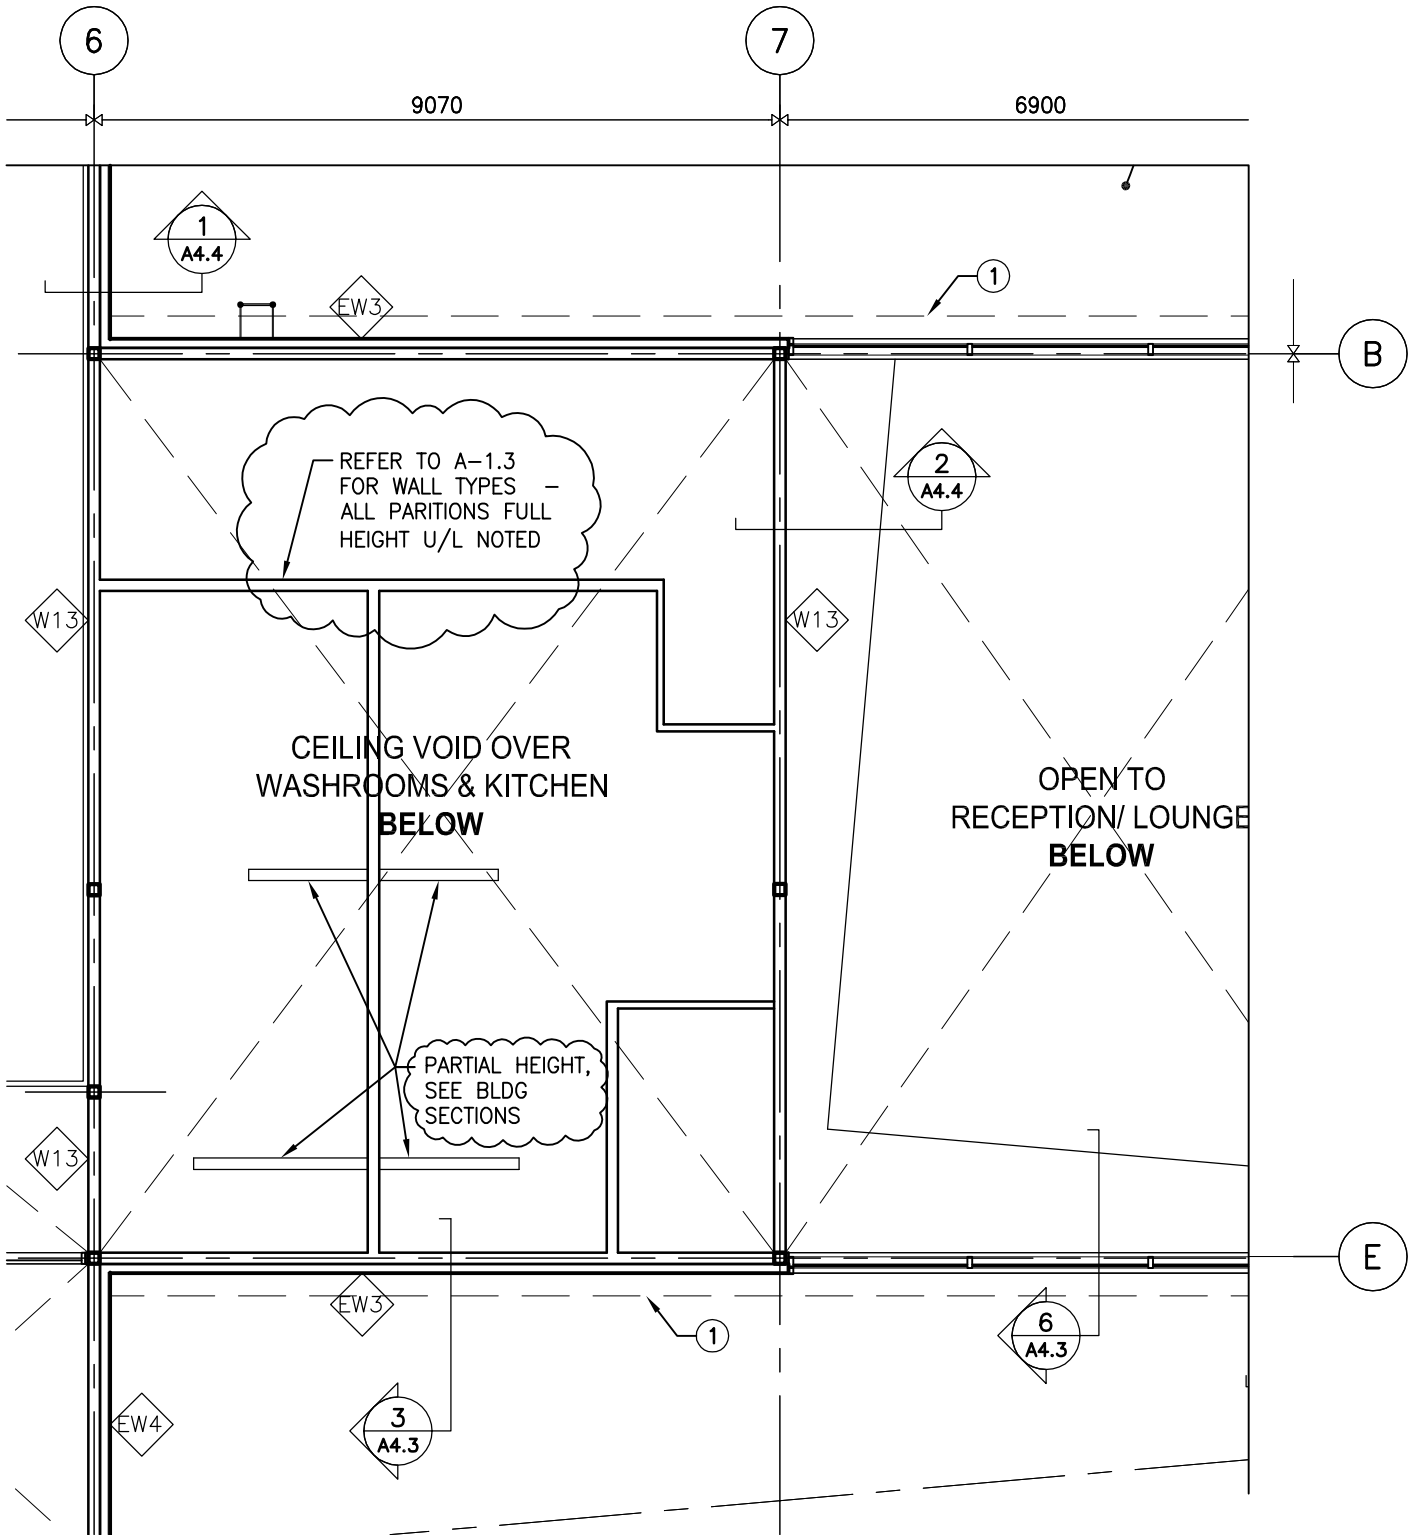 6
7
9070
6900
1
A4.4
1
EW3
B
REFER TO A-1.3
FOR WALL TYPES -
ALL PARITIONS FULL
HEIGHT U/L NOTED
2
A4.4
W13
W13
CEILING VOID OVER
WASHROOMS & KITCHEN
BELOW
OPEN TO
RECEPTION/ LOUNGE
BELOW
PARTIAL HEIGHT,
SEE BLDG
SECTIONS
W13
E
EW3
1
6
A4.3
EW4
3
A4.3